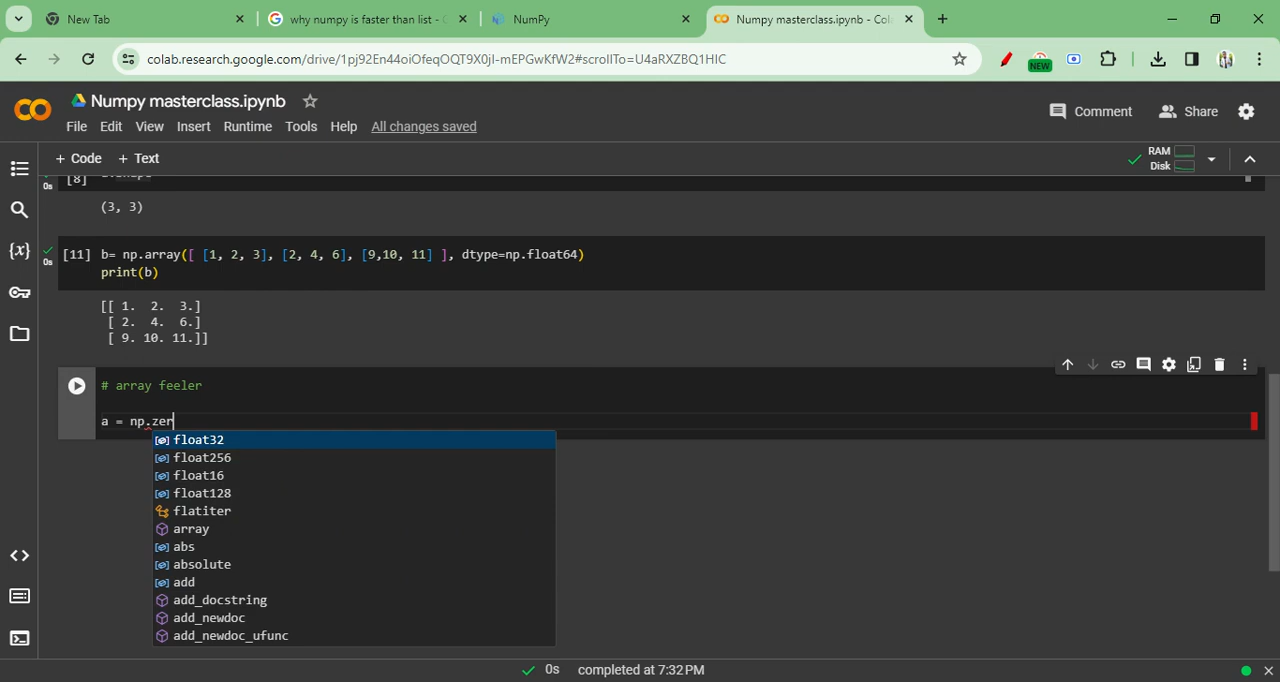 New Tab
why numpy is faster than list - G
NumPy
Numpy masterclass.ipynb - Col
colab.research.google.com/drive/1pj92En44oiOfeqOQT9X0jI-mEPGwKfW2#scrollTo=U4aRXZBQ1HIC
NEW
Numpy masterclass.ipynb
File Edit View Insert Runtime Tools Help All changes saved
Comment
Share
+ Code + Text
RAM
Disk
0s
[8] a.shape
(3, 3)
0s
[11] b= np.array([ [1, 2, 3], [2, 4, 6], [9,10, 11] ], dtype=np.float64)
print(b)
[[ 1. 2. 3.]
[ 2. 4. 6.]
[ 9. 10. 11.]]
# array feeler
a = np.zer
float32
float256
float16
float128
flatiter
array
abs
absolute
add
add_docstring
add_newdoc
add_newdoc_ufunc
{x}
0s completed at 7:32 PM